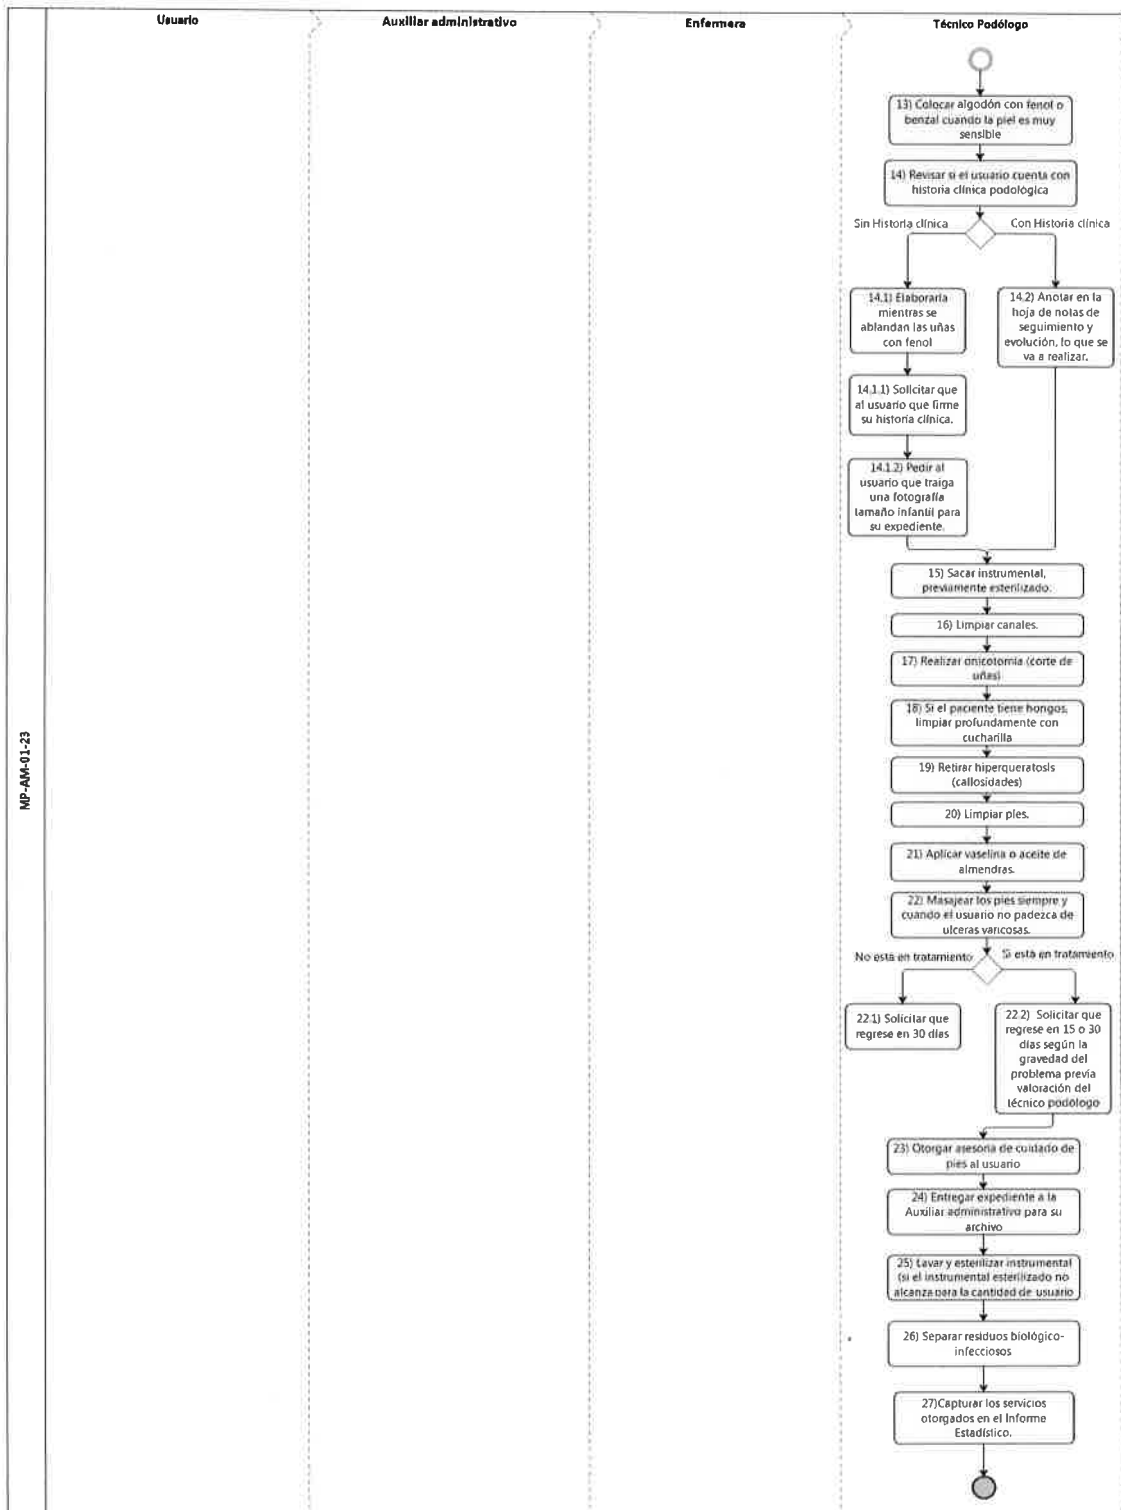 Usuario
Auxiliar administrativo
Enfermera
Técnico Podólogo
MP-AM-01-23
13) Colocar algodón con fenol o
benzal cuando la piel es muy
sensible
14) Revisar si el usuario cuenta con
historia clínica podológica
Sin Historia clínica
Con Historia clínica
14.1) Elaborarla
mientras se
ablandan las uñas
con fenol
14.2) Anotar en la
hoja de notas de
seguimiento y
evolución, lo que se
va a realizar.
14.1.1) Solicitar que
al usuario que firme
su historia clínica.
14.1.2) Pedir al
usuario que traiga
una fotografía
tamaño infantil para
su expediente.
15) Sacar instrumental,
previamente esterilizado.
16) Limpiar canales.
17) Realizar onicotomía (corte de
uñas)
18) Si el paciente tiene hongos,
limpiar profundamente con
cucharilla
19) Retirar hiperqueratosis
(callosidades)
20) Limpiar pies.
21) Aplicar vaselina o aceite de
almendras.
22) Masajear los pies siempre y
cuando el usuario no padezca de
ulceras varicosas.
No está en tratamiento
Si está en tratamiento
22.1) Solicitar que
regrese en 30 días
22.2) Solicitar que
regrese en 15 o 30
días según la
gravedad del
problema previa
valoración del
técnico podólogo
23) Otorgar asesoria de cuidado de
pies al usuario
24) Entregar expediente a la
Auxiliar administrativo para su
archivo
25) Lavar y esterilizar instrumental
(si el instrumental esterilizado no
alcanza para la cantidad de usuario
26) Separar residuos biológico-
infecciosos
27)Capturar los servicios
otorgados en el Informe
Estadístico.